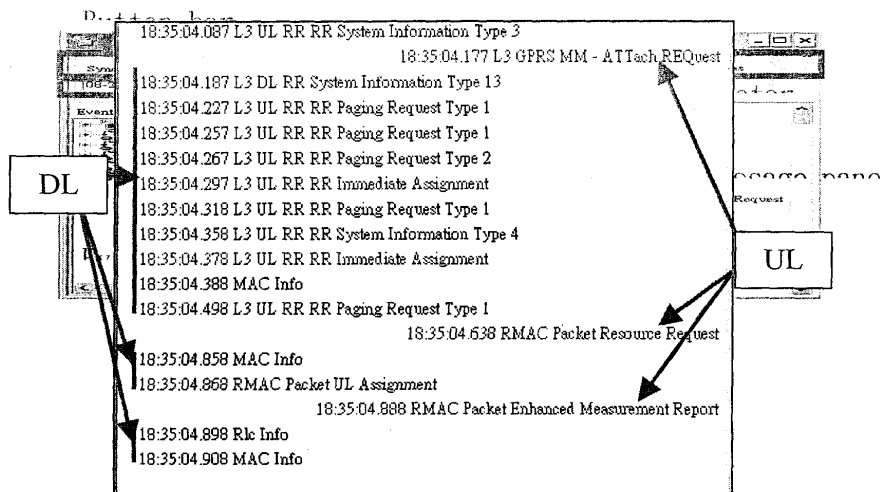 Button bar
18:35:04.087 L3 UL RR RR System Information Type 3
18:35:04.177 L3 GPRS MM - ATTach REQuest
18:35:04.187 L3 DL RR System Information Type 13
18:35:04.227 L3 UL RR RR Paging Request Type 1
18:35:04.257 L3 UL RR RR Paging Request Type 1
18:35:04.267 L3 UL RR RR Paging Request Type 2
18:35:04.297 L3 UL RR RR Immediate Assignment
18:35:04.318 L3 UL RR RR Paging Request Type 1
18:35:04.358 L3 UL RR RR System Information Type 4
18:35:04.378 L3 UL RR RR Immediate Assignment
18:35:04.388 MAC Info
18:35:04.498 L3 UL RR RR Paging Request Type 1
18:35:04.638 RMAC Packet Resource Request
18:35:04.858 MAC Info
18:35:04.868 RMAC Packet UL Assignment
18:35:04.888 RMAC Packet Enhanced Measurement Report
18:35:04.898 Rlc Info
18:35:04.908 MAC Info
DL
UL
Event
Request